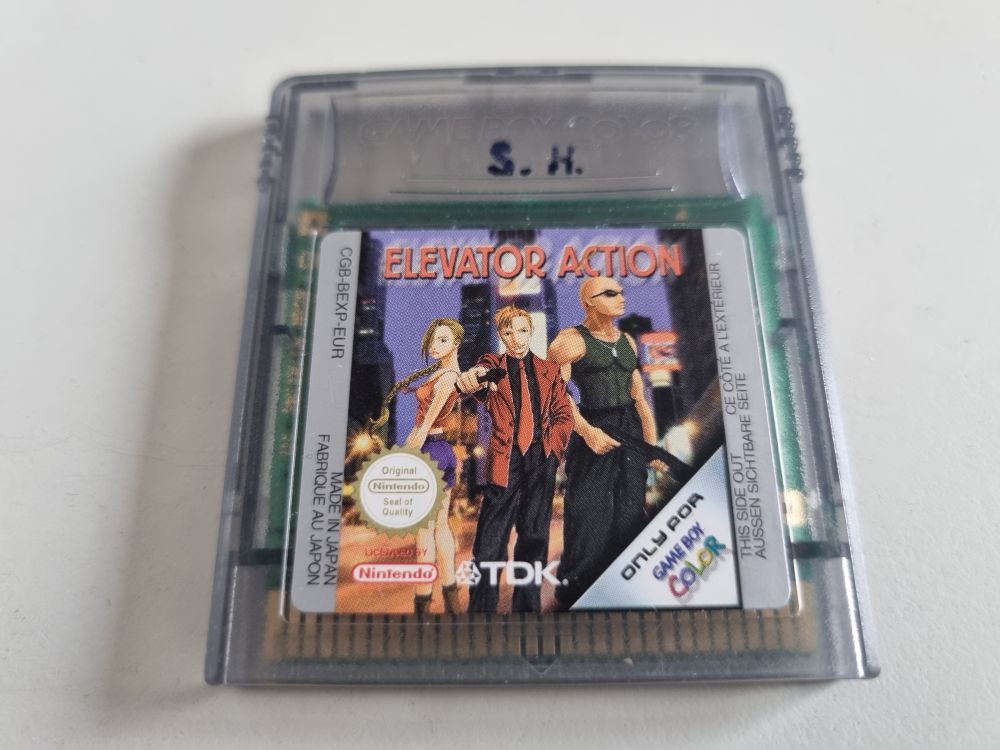 GAME BOY COLOR
S. H.
CGB-BEXP-EUR
MADE IN JAPAN
FABRIQUE AU JAPON
ELEVATOR ACTION
Original
Nintendo
Seal of
Quality
LICENSED BY
Nintendo
TDK.
ONLY FOR
GAME BOY
COLOR
THIS SIDE OUT CE COTÉ A L'EXTÉRIEUR
AUSSEN SICHTBARE SEITE